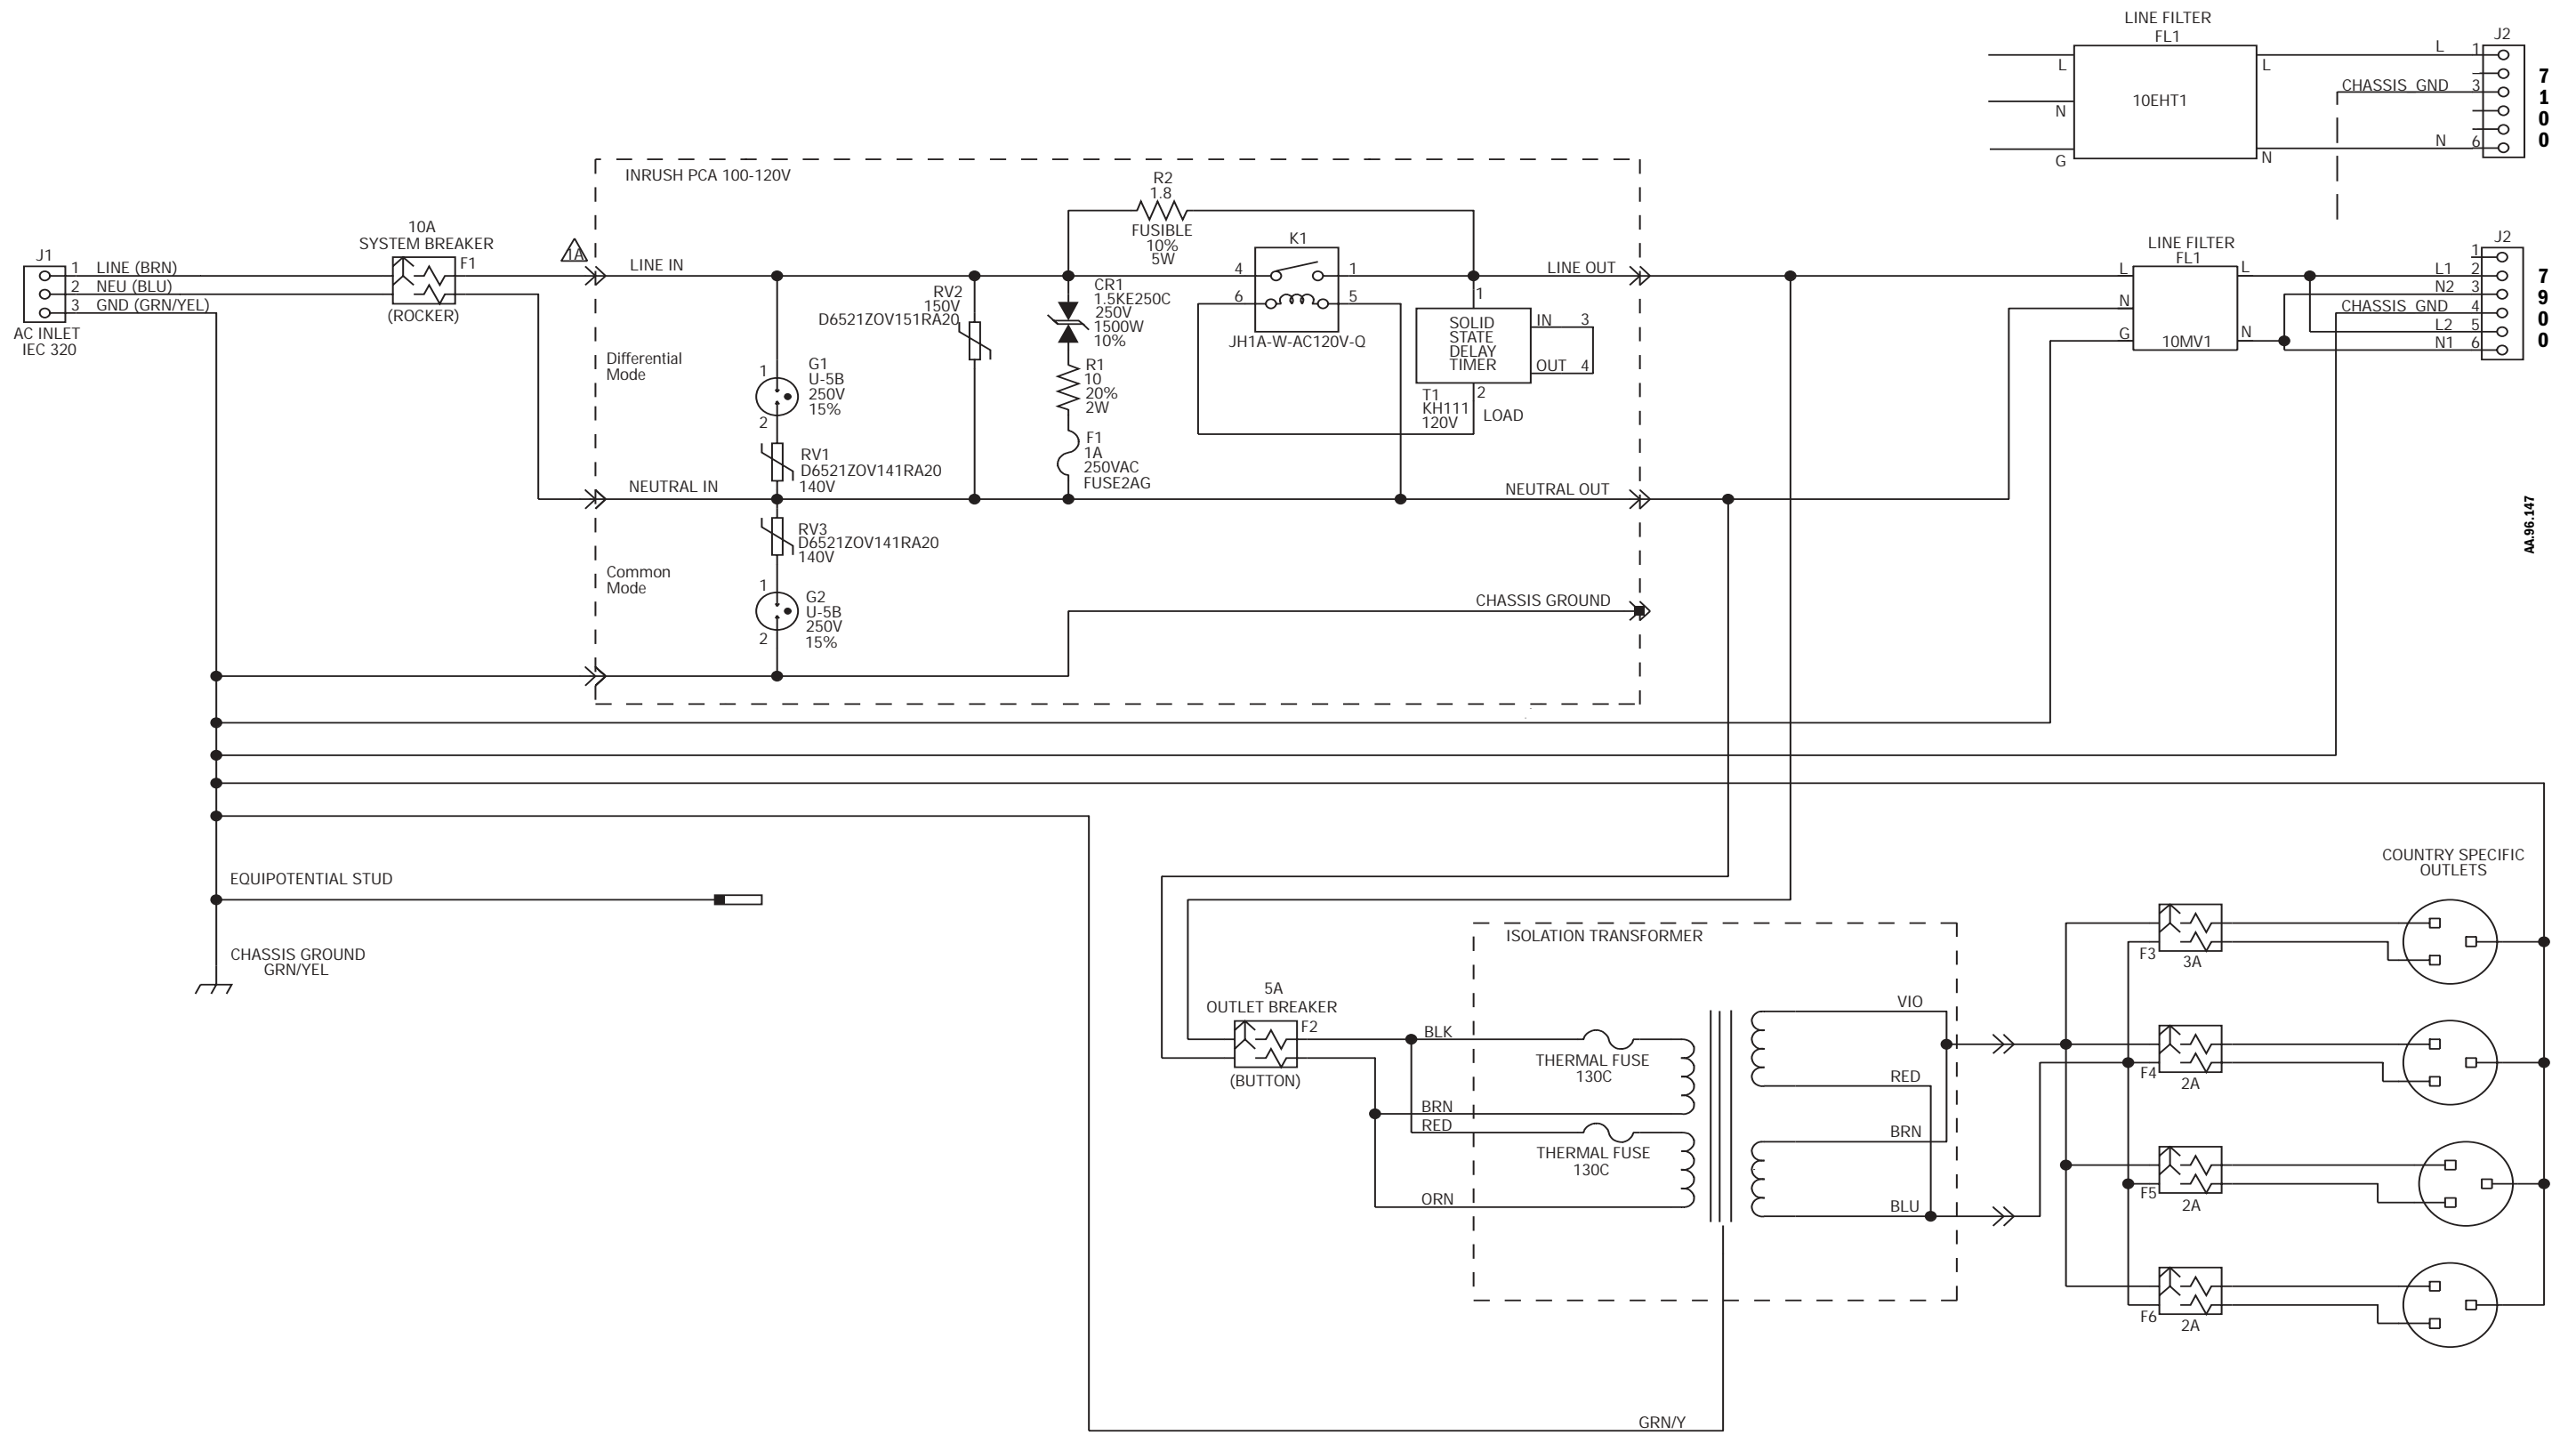 LINE FILTER
FL1
L
N
G
10EHT1
L
N
L
CHASSIS GND
N
J2
1
3
6
7
1
0
0
INRUSH PCA 100-120V
J1
1
2
3
LINE (BRN)
NEU (BLU)
GND (GRN/YEL)
AC INLET
IEC 320
10A
SYSTEM BREAKER
F1
(ROCKER)
1A
LINE IN
Differential
Mode
NEUTRAL IN
Common
Mode
1
2
G1
U-5B
250V
15%
RV1
D6521ZOV141RA20
140V
RV3
D6521ZOV141RA20
140V
1
2
G2
U-5B
250V
15%
RV2
150V
D6521ZOV151RA20
R2
1.8
FUSIBLE
10%
5W
CR1
1.5KE250C
250V
1500W
10%
R1
10
20%
2W
F1
1A
250VAC
FUSE2AG
K1
4
1
6
5
JH1A-W-AC120V-Q
1
SOLID
STATE
DELAY
TIMER
IN
3
OUT
4
2
T1
KH111
120V
LOAD
LINE OUT
NEUTRAL OUT
CHASSIS GROUND
LINE FILTER
FL1
L
N
G
10MV1
L
N
L1
N2
CHASSIS GND
L2
N1
J2
1
2
3
4
5
6
7
9
0
0
AA.96.147
EQUIPOTENTIAL STUD
CHASSIS GROUND
GRN/YEL
5A
OUTLET BREAKER
F2
(BUTTON)
ISOLATION TRANSFORMER
BLK
THERMAL FUSE
130C
BRN
RED
THERMAL FUSE
130C
ORN
VIO
RED
BRN
BLU
GRN/Y
COUNTRY SPECIFIC
OUTLETS
F3
3A
F4
2A
F5
2A
F6
2A